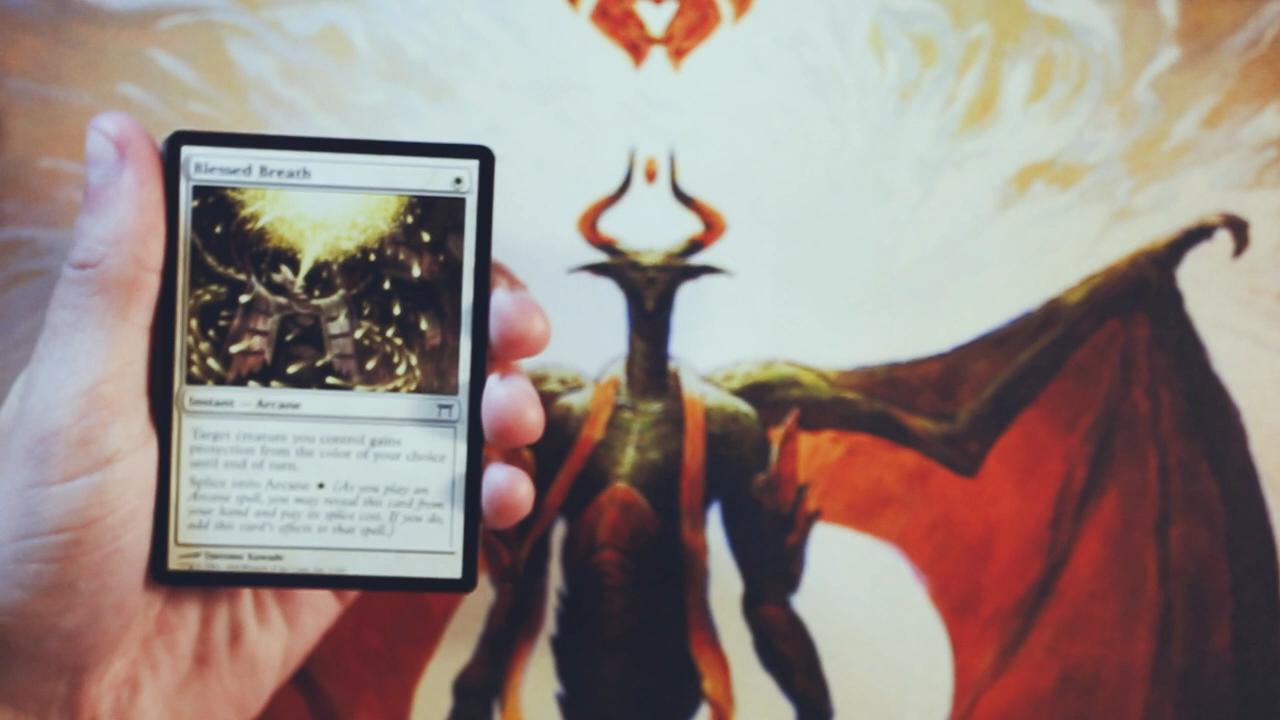 Blessed Breath
Instant — Arcane
Target creature you control gains
protection from the color of your choice
until end of turn.
Splice onto Arcane (As you play an
Arcane spell, you may reveal this card from
your hand and pay its splice cost. If you do,
add this card's effects to that spell.)